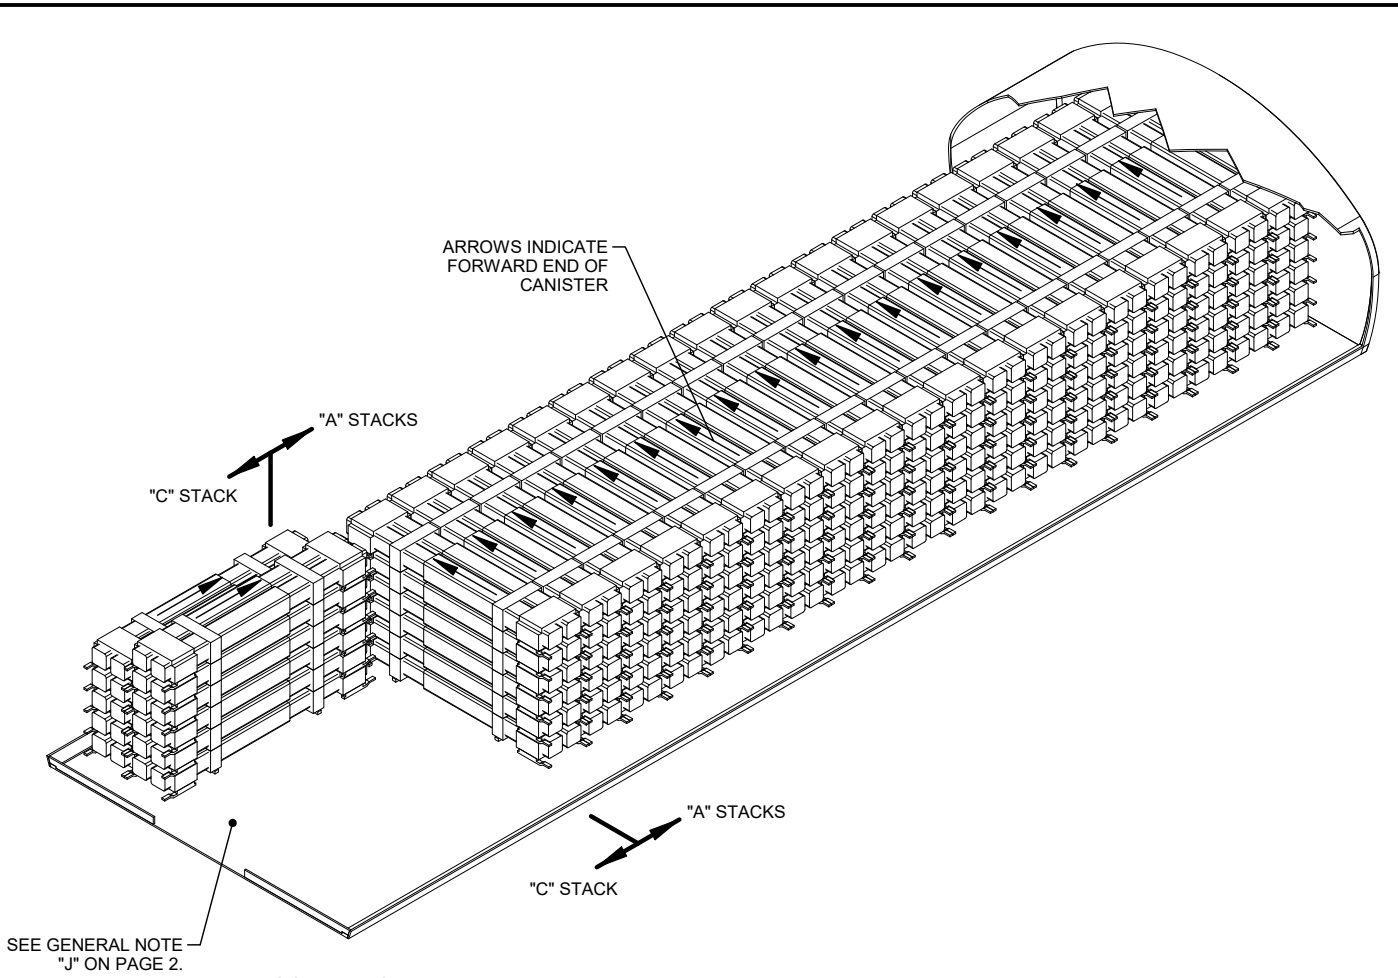 ARROWS INDICATE
FORWARD END OF
CANISTER
"A" STACKS
"C" STACK
"A" STACKS
"C" STACK
SEE GENERAL NOTE
"J" ON PAGE 2.